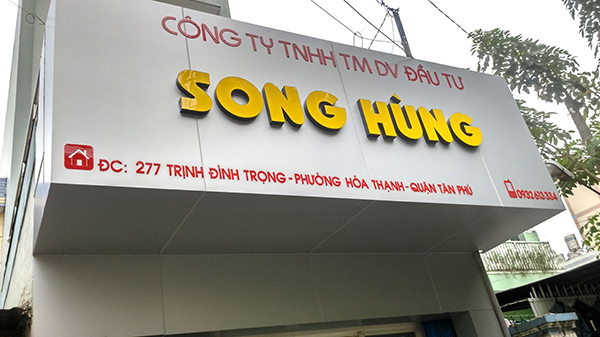 CÔNG TY TNHH TM DV ĐẦU TƯ
SONG HÙNG
ĐC: 277 TRỊNH ĐÌNH TRỌNG - PHƯỜNG HÒA THẠNH - QUẬN TÂN PHÚ
0932613334